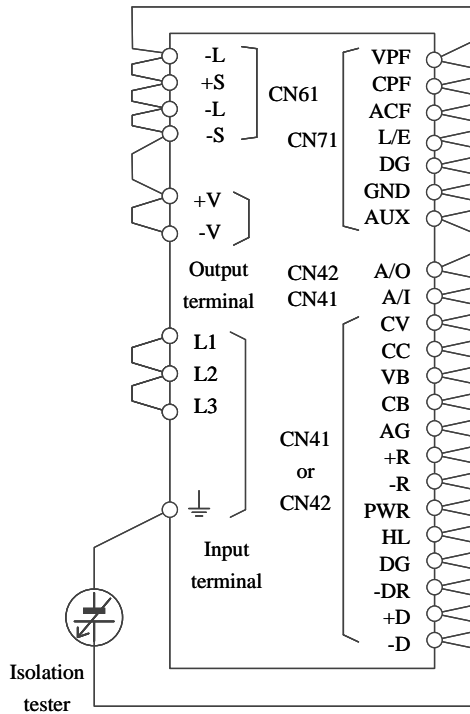 -L
+S
-L
-S
CN61
+V
-V
Output
terminal
L1
L2
L3
Input
terminal
Isolation
tester
CN71
VPF
CPF
ACF
L/E
DG
GND
AUX
CN42 A/O
CN41 A/I
CV
CC
VB
CB
AG
+R
-R
PWR
HL
DG
-DR
+D
-D
CN41
or
CN42